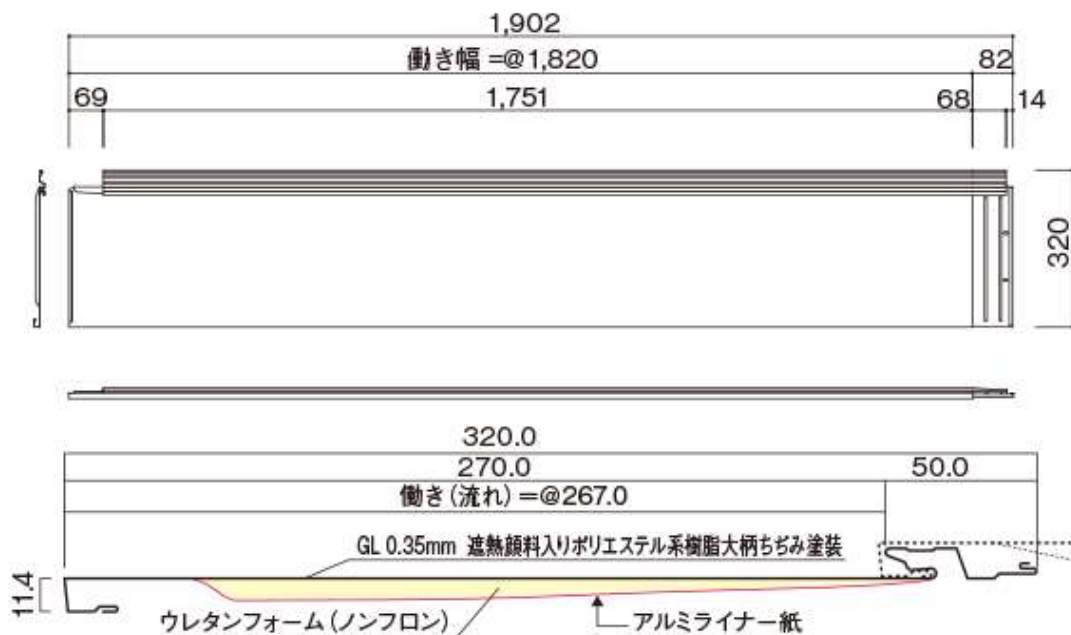 1,902
働き幅 =@1,820
82
69
1,751
68
14
320
320.0
270.0
50.0
働き(流れ)=@267.0
GL 0.35mm 遮熱顔料入りポリエステル系樹脂大柄ちぢみ塗装
11.4
ウレタンフォーム(ノンフロン)
アルミライナー紙